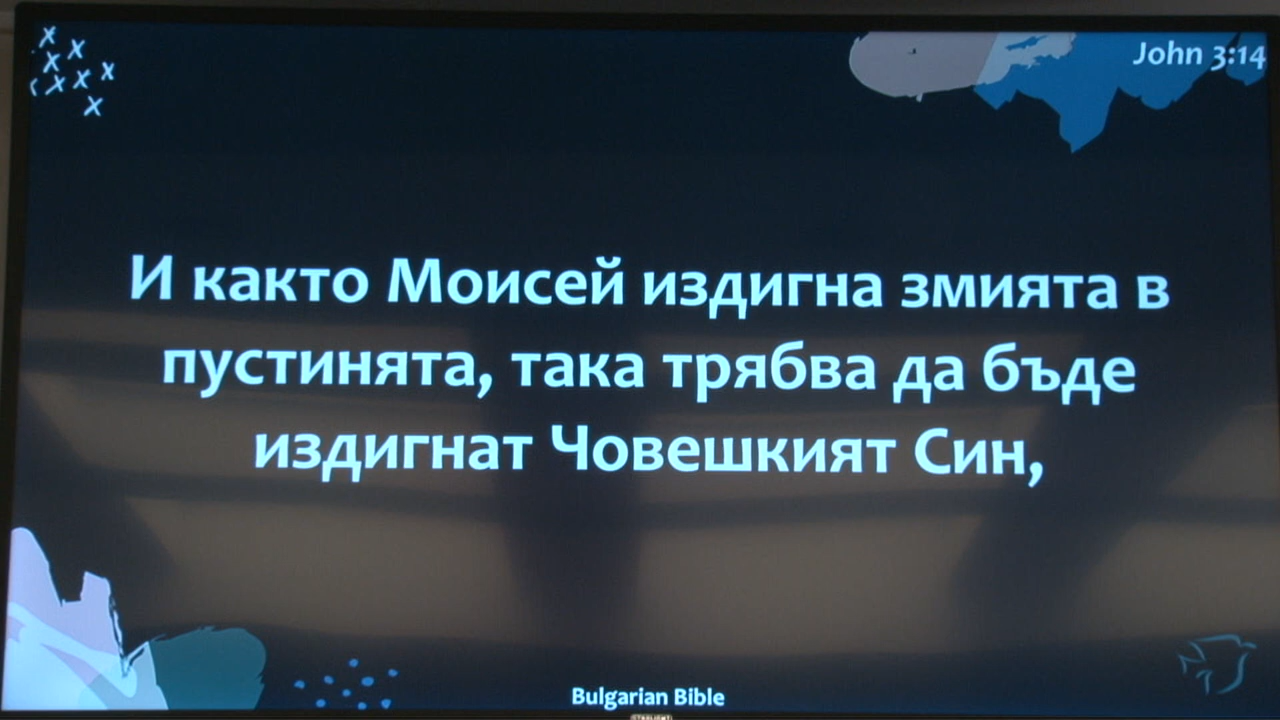 John 3:14
И както Моисей издигна змията в
пустинята, така трябва да бъде
издигнат Човешкият Син,
Bulgarian Bible